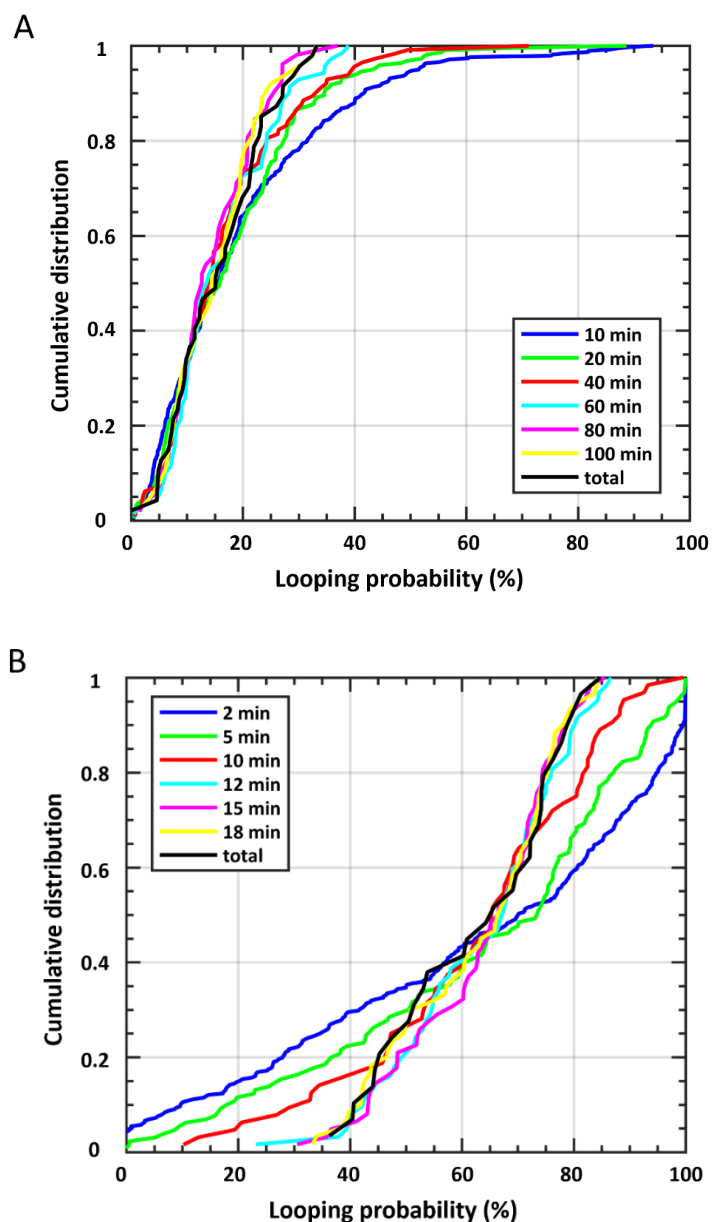 A
Cumulative distribution
1
0.8
0.6
0.4
0.2
0
0 20 40 60 80 100
Looping probability (%)
10 min
20 min
40 min
60 min
80 min
100 min
total
B
Cumulative distribution
1
0.8
0.6
0.4
0.2
0
0 20 40 60 80 100
Looping probability (%)
2 min
5 min
10 min
12 min
15 min
18 min
total